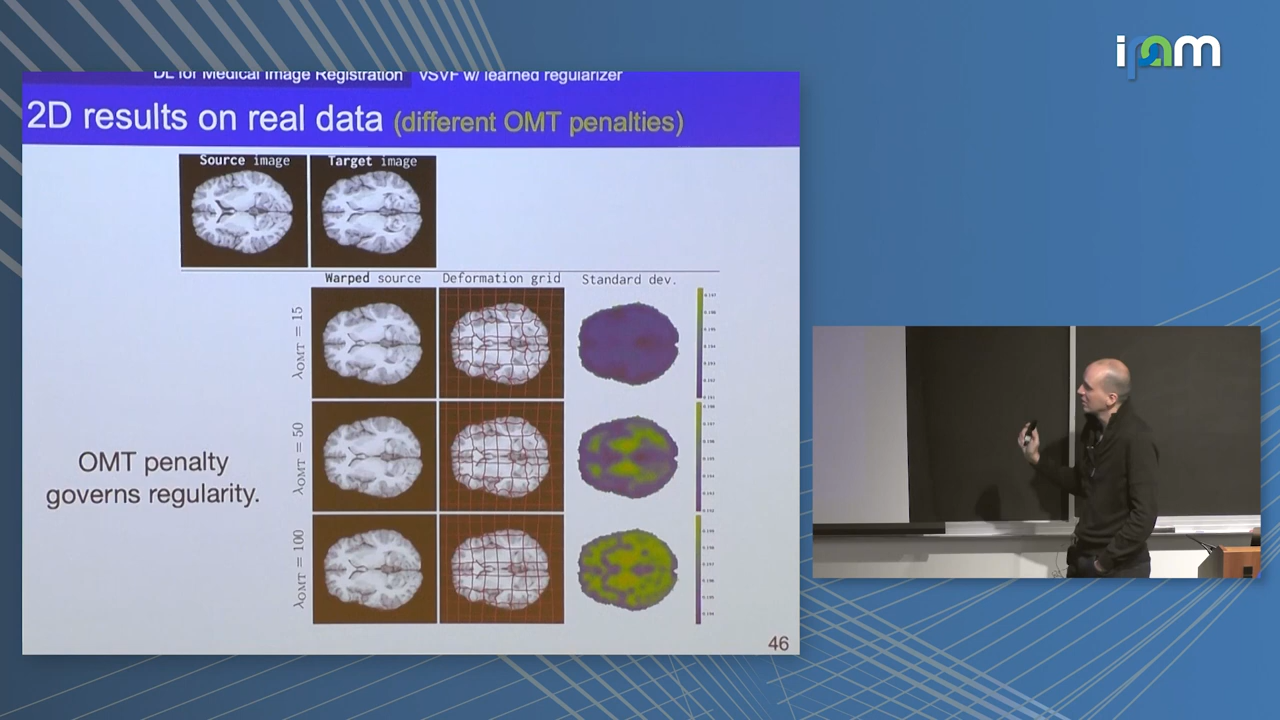 ipam
DL for Medical Image Registration
vSVF w/ learned regularizer
2D results on real data (different OMT penalties)
Source image
Target image
Warped source
Deformation grid
Standard dev.
λOMT = 15
λOMT = 50
λOMT = 100
OMT penalty
governs regularity.
46